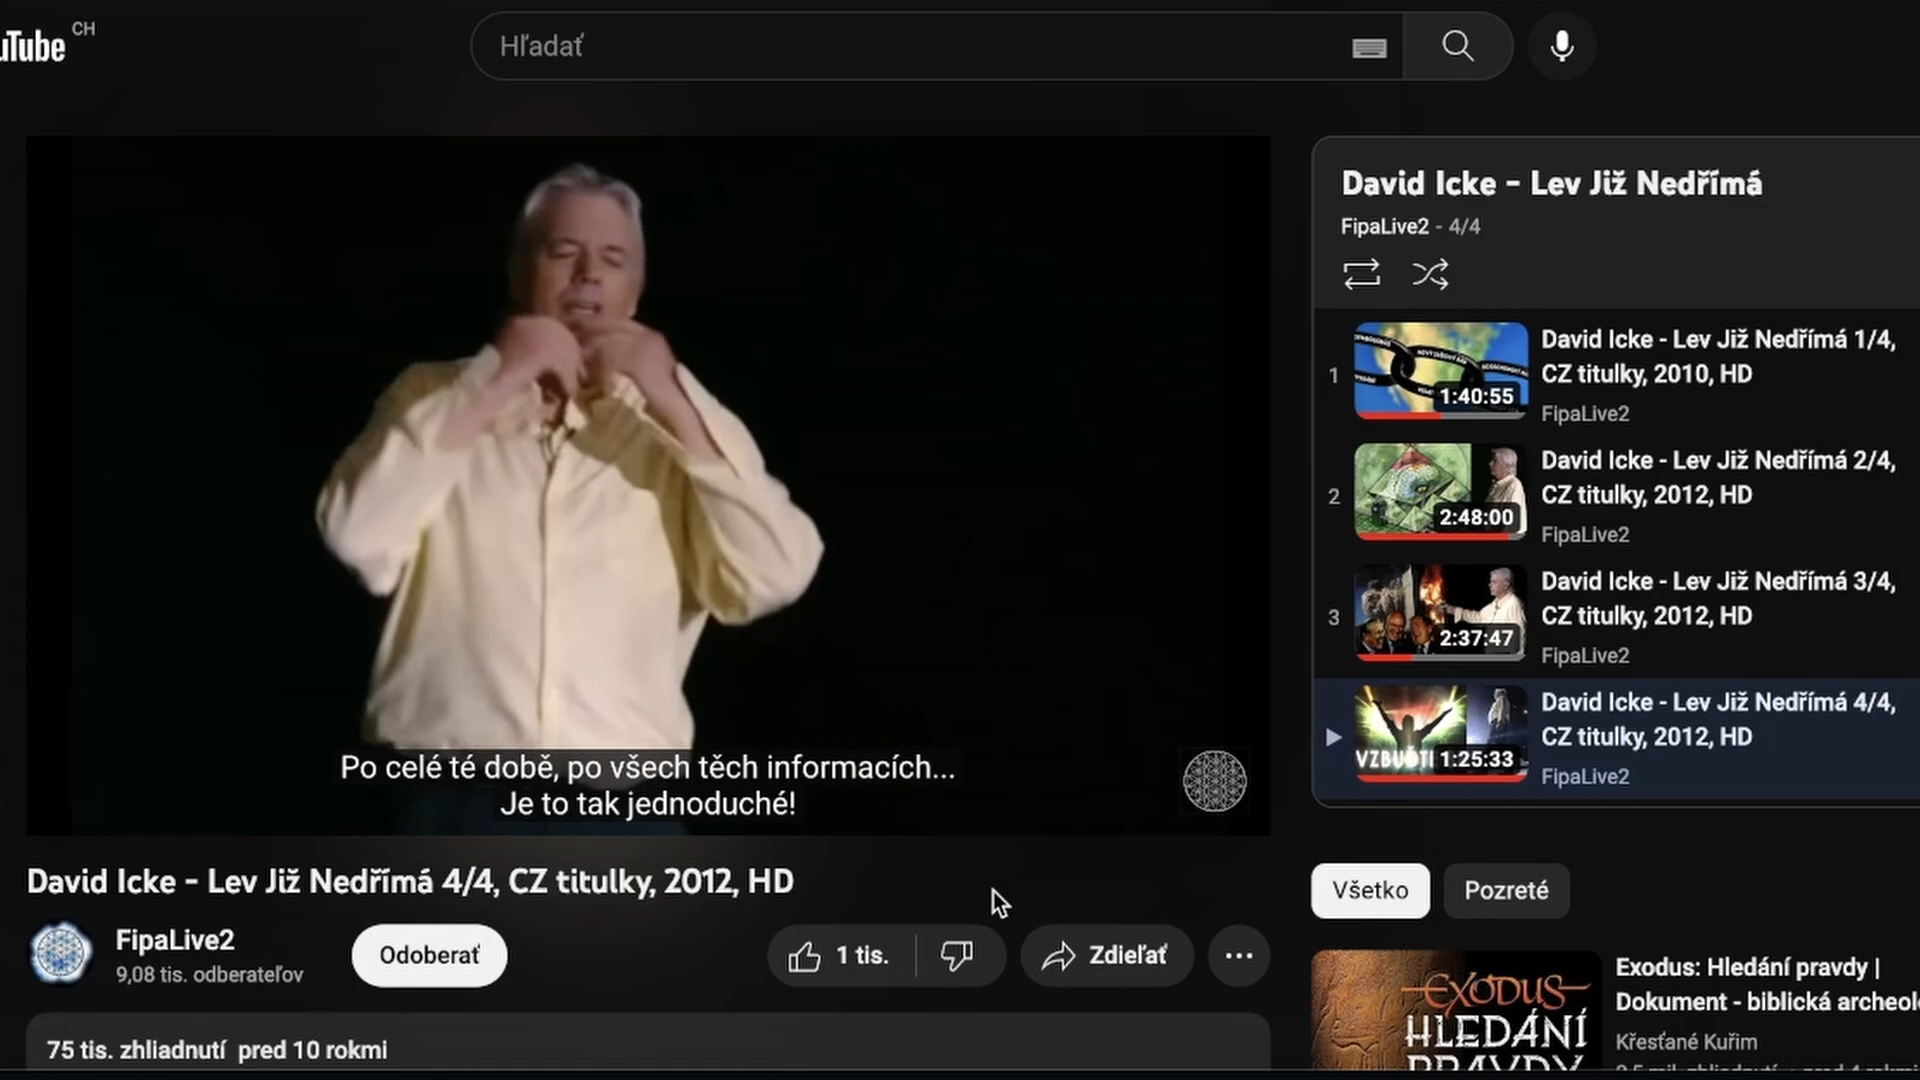 uTube CH
Hľadať
Po celé té době, po všech těch informacích...
Je to tak jednoduché!
David Icke - Lev Již Nedřímá 4/4, CZ titulky, 2012, HD
FipaLive2
9,08 tis. odberateľov
Odoberať
1 tis.
Zdieľať
75 tis. zhliadnutí pred 10 rokmi
David Icke - Lev Již Nedřímá
FipaLive2 - 4/4
1
1:40:55
David Icke - Lev Již Nedřímá 1/4,
CZ titulky, 2010, HD
FipaLive2
2
2:48:00
David Icke - Lev Již Nedřímá 2/4,
CZ titulky, 2012, HD
FipaLive2
3
2:37:47
David Icke - Lev Již Nedřímá 3/4,
CZ titulky, 2012, HD
FipaLive2
1:25:33
David Icke - Lev Již Nedřímá 4/4,
CZ titulky, 2012, HD
FipaLive2
Všetko
Pozreté
EXODUS
HLEDÁNÍ
PRAVDY
Exodus: Hledání pravdy |
Dokument - biblická archeol
Křesťané Kuřim